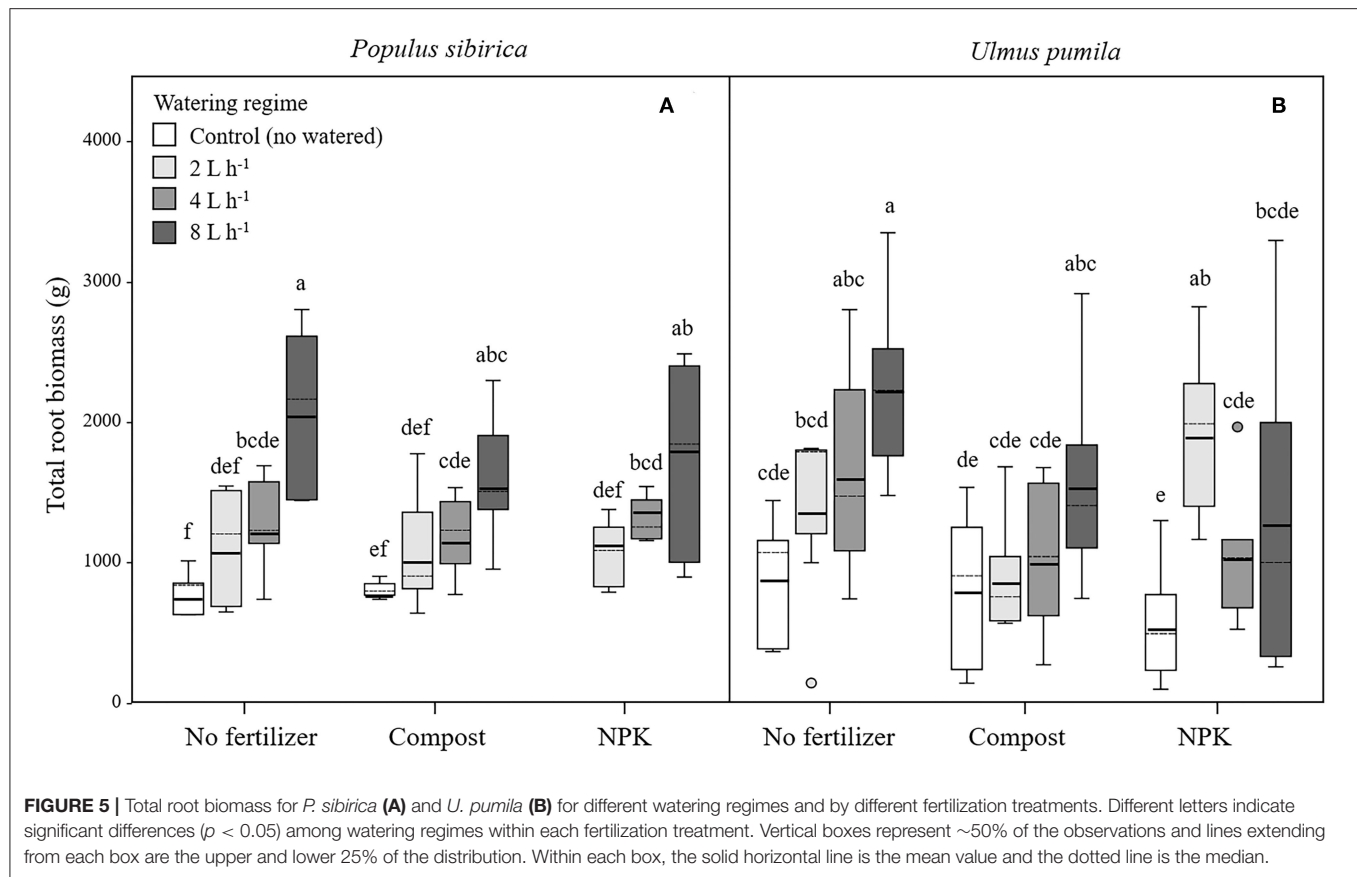 Populus sibirica
Ulmus pumila
A
B
Watering regime
Control (no watered)
2 L h⁻¹
4 L h⁻¹
8 L h⁻¹
Total root biomass (g)
4000
3000
2000
1000
0
f
def
bcde
a
ef
def
cde
abc
def
bcd
ab
cde
bcd
abc
a
de
cde
cde
abc
e
ab
cde
bcde
No fertilizer
Compost
NPK
No fertilizer
Compost
NPK
FIGURE 5 | Total root biomass for P. sibirica (A) and U. pumila (B) for different watering regimes and by different fertilization treatments. Different letters indicate
significant differences (p < 0.05) among watering regimes within each fertilization treatment. Vertical boxes represent ~50% of the observations and lines extending
from each box are the upper and lower 25% of the distribution. Within each box, the solid horizontal line is the mean value and the dotted line is the median.